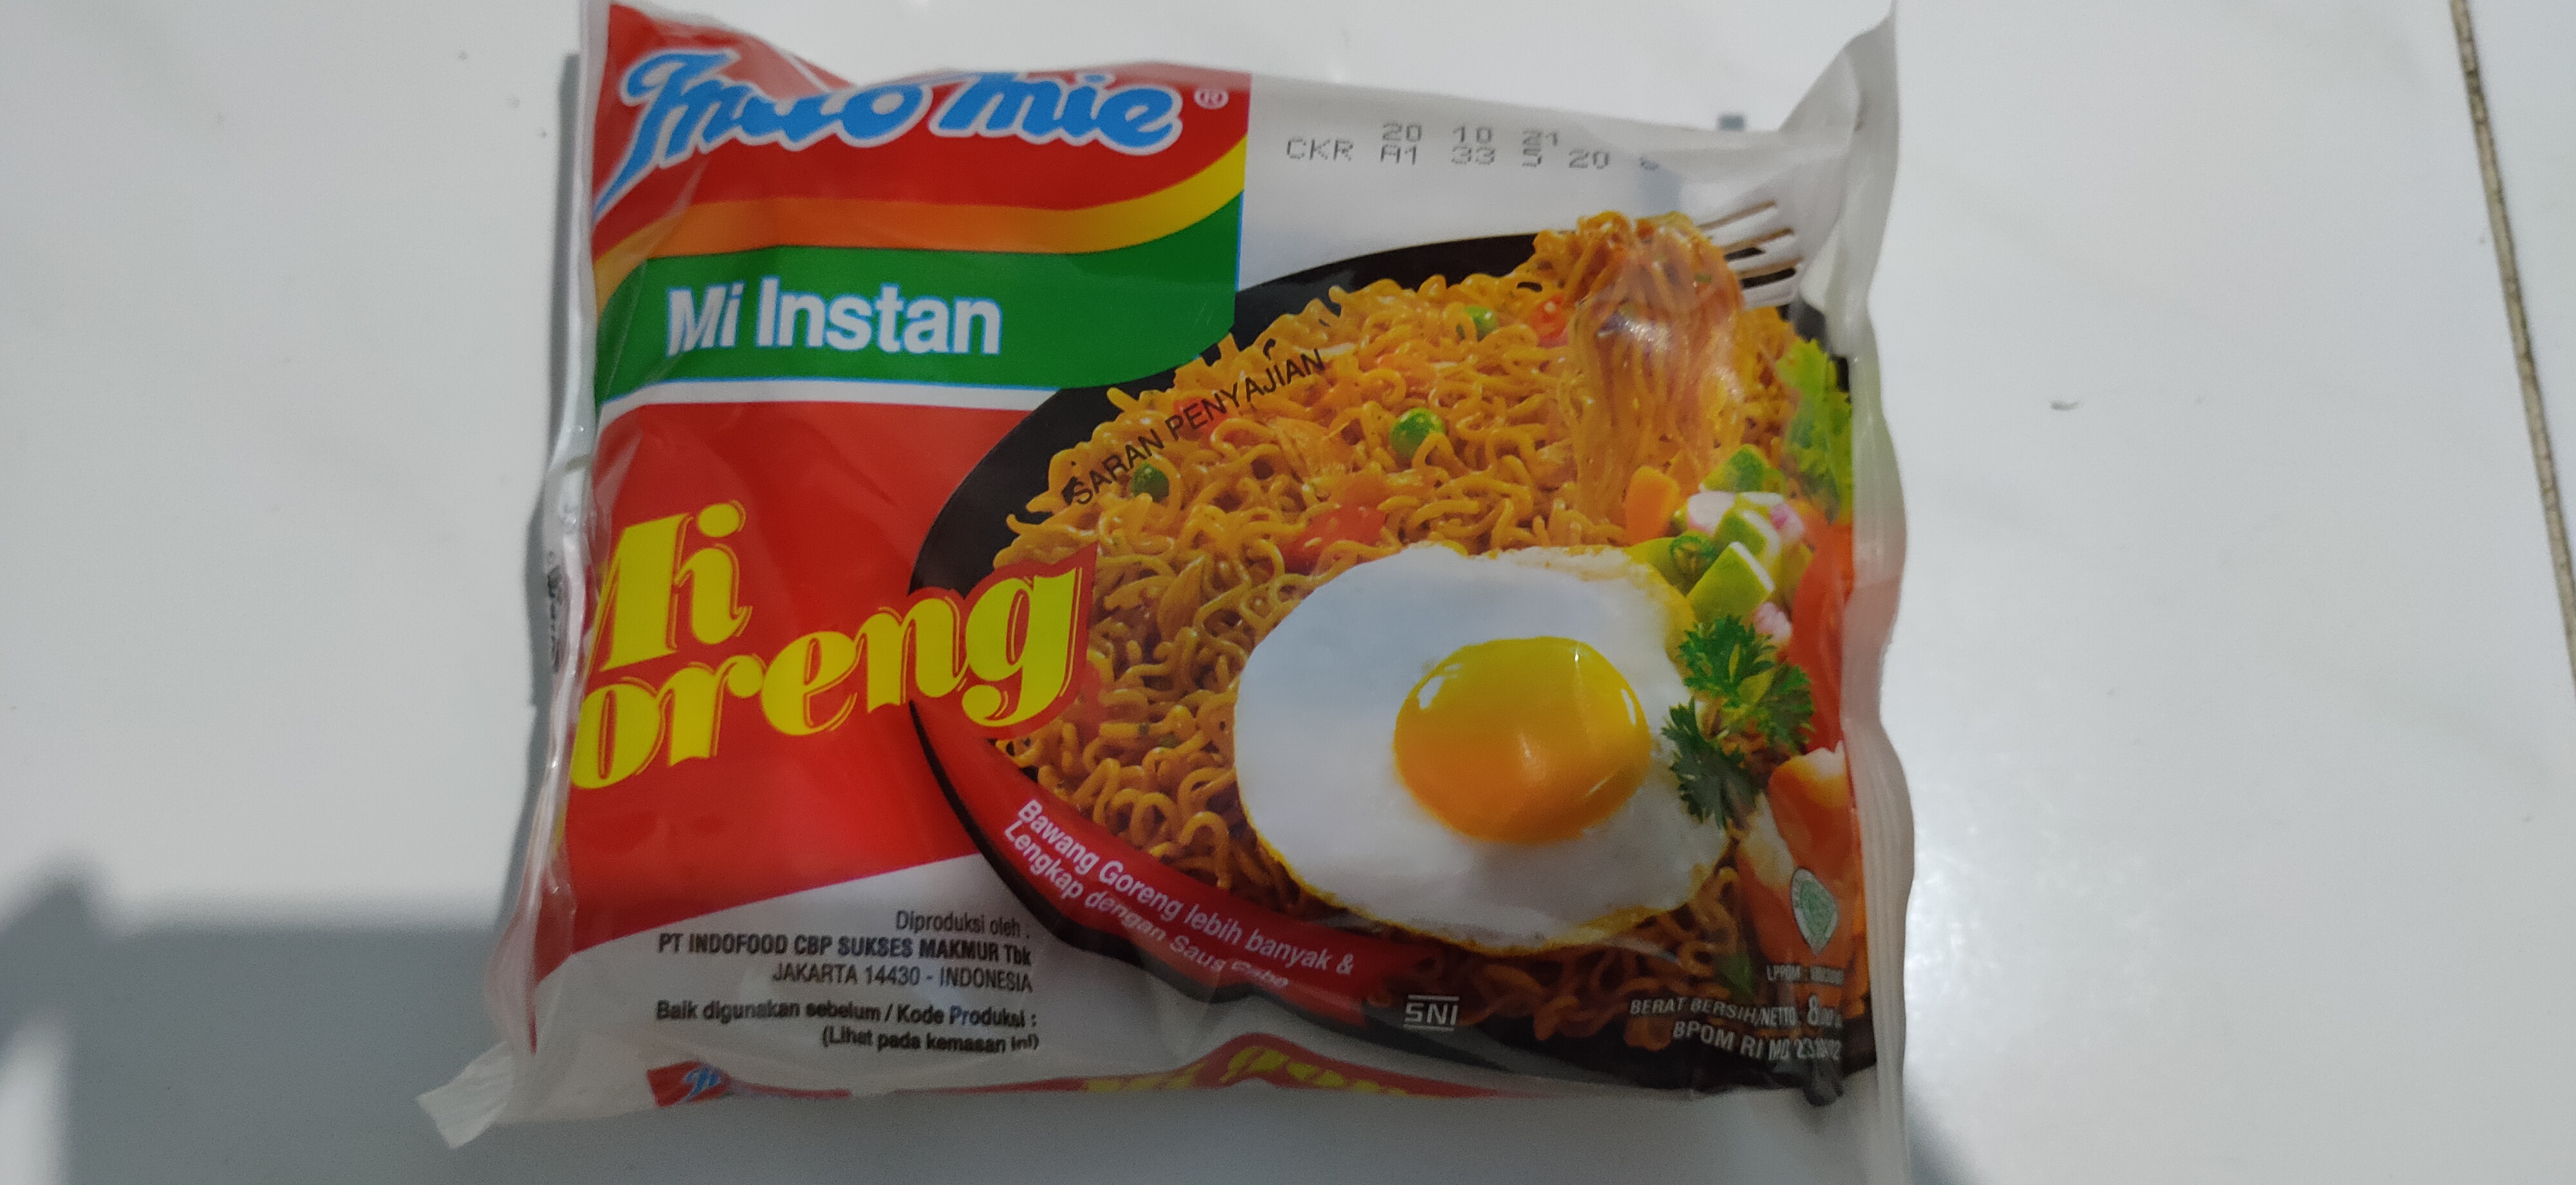 Indomie®
20 10 21
CKR A1 33 5 20
Mi Instan
SARAN PENYAJIAN
Mi
oreng
Bawang Goreng lebih banyak &
Lengkap dengan Saus
Diproduksi oleh :
PT INDOFOOD CBP SUKSES MAKMUR Tbk
JAKARTA 14430 - INDONESIA
Baik digunakan sebelum / Kode Produksi :
(Lihat pada kemasan ini)
SNI
LPPOM
BERAT BERSIH/NETTO :
BPOM RI MD